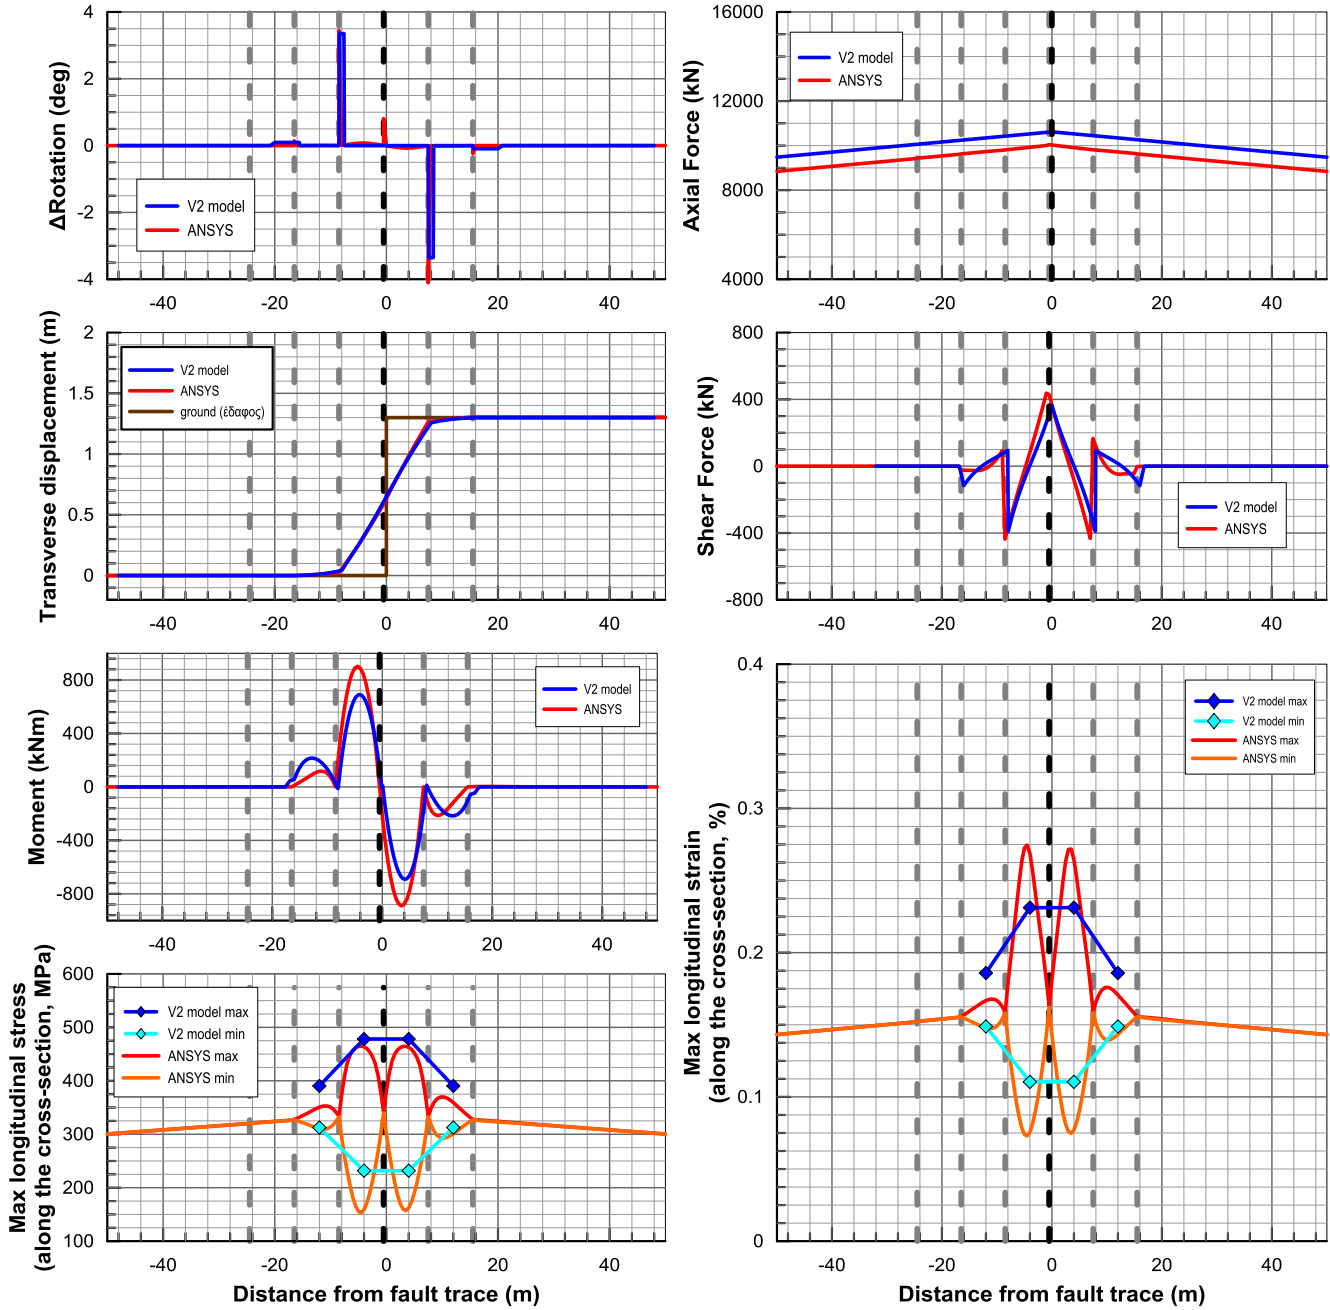 ΔRotation (deg)
4
2
0
-2
-4
V2 model
ANSYS
-40
-20
0
20
40
Axial Force (kN)
16000
12000
8000
4000
V2 model
ANSYS
-40
-20
0
20
40
Transverse displacement (m)
2
1.5
1
0.5
0
V2 model
ANSYS
ground (έδαφος)
-40
-20
0
20
40
Shear Force (kN)
800
400
0
-400
-800
V2 model
ANSYS
-40
-20
0
20
40
Moment (kNm)
800
400
0
-400
-800
V2 model
ANSYS
-40
-20
0
20
40
Max longitudinal stress
(along the cross-section, MPa)
600
500
400
300
200
100
V2 model max
V2 model min
ANSYS max
ANSYS min
-40
-20
0
20
40
Distance from fault trace (m)
Max longitudinal strain
(along the cross-section, %)
0.4
0.3
0.2
0.1
0
V2 model max
V2 model min
ANSYS max
ANSYS min
-40
-20
0
20
40
Distance from fault trace (m)